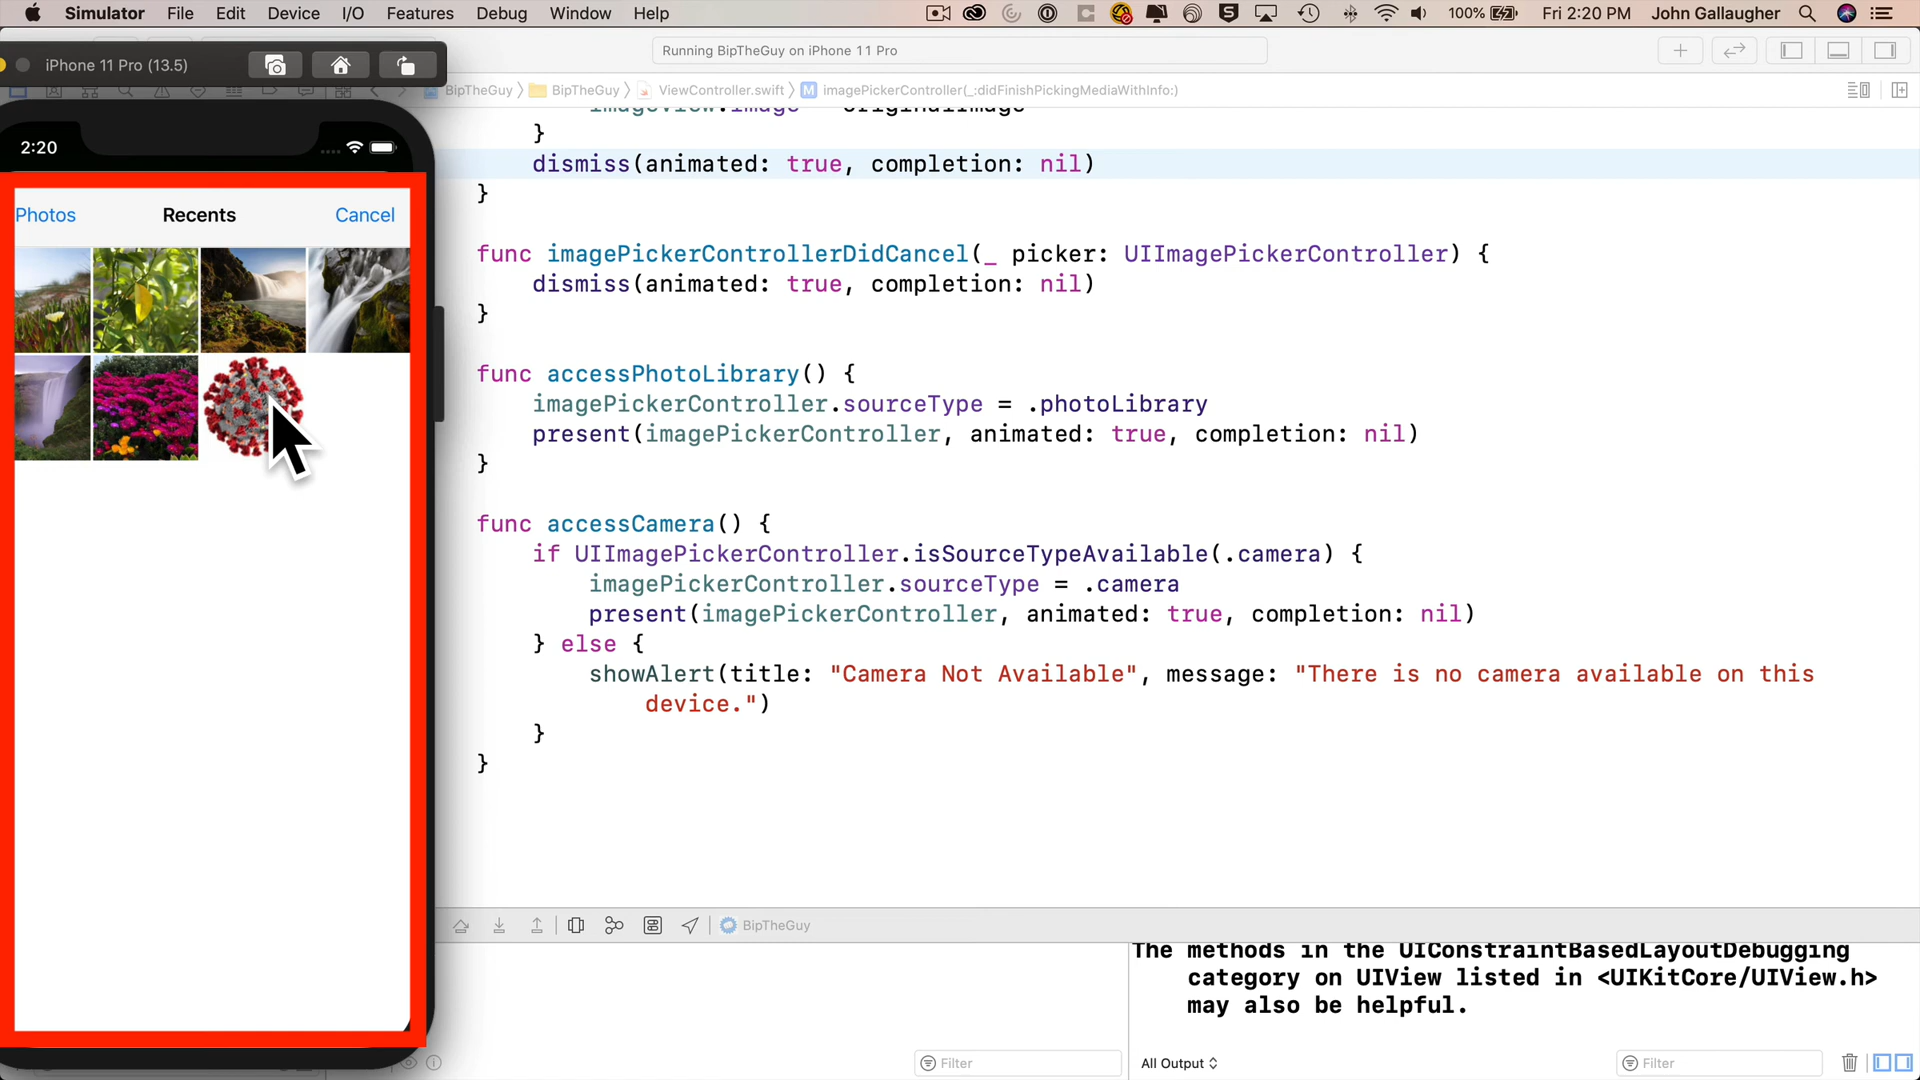 Simulator File Edit View Device I/O Features Debug Window Help
100% Fri 2:20 PM John Gallaugher
iPhone 11 Pro (13.5)
Running BipTheGuy on iPhone 11 Pro
BipTheGuy BipTheGuy ViewController.swift M imagePickerController(_:didFinishPickingMediaWithInfo:)
2:20
Photos Recents Cancel
imageView.image = originalImage
}
dismiss(animated: true, completion: nil)
}
func imagePickerControllerDidCancel(_ picker: UIImagePickerController) {
dismiss(animated: true, completion: nil)
}
func accessPhotoLibrary() {
imagePickerController.sourceType = .photoLibrary
present(imagePickerController, animated: true, completion: nil)
}
func accessCamera() {
if UIImagePickerController.isSourceTypeAvailable(.camera) {
imagePickerController.sourceType = .camera
present(imagePickerController, animated: true, completion: nil)
} else {
showAlert(title: "Camera Not Available", message: "There is no camera available on this
device.")
}
}
BipTheGuy
The methods in the UIConstraintBasedLayoutDebugging
category on UIView listed in <UIKitCore/UIView.h>
may also be helpful.
Filter
All Output
Filter